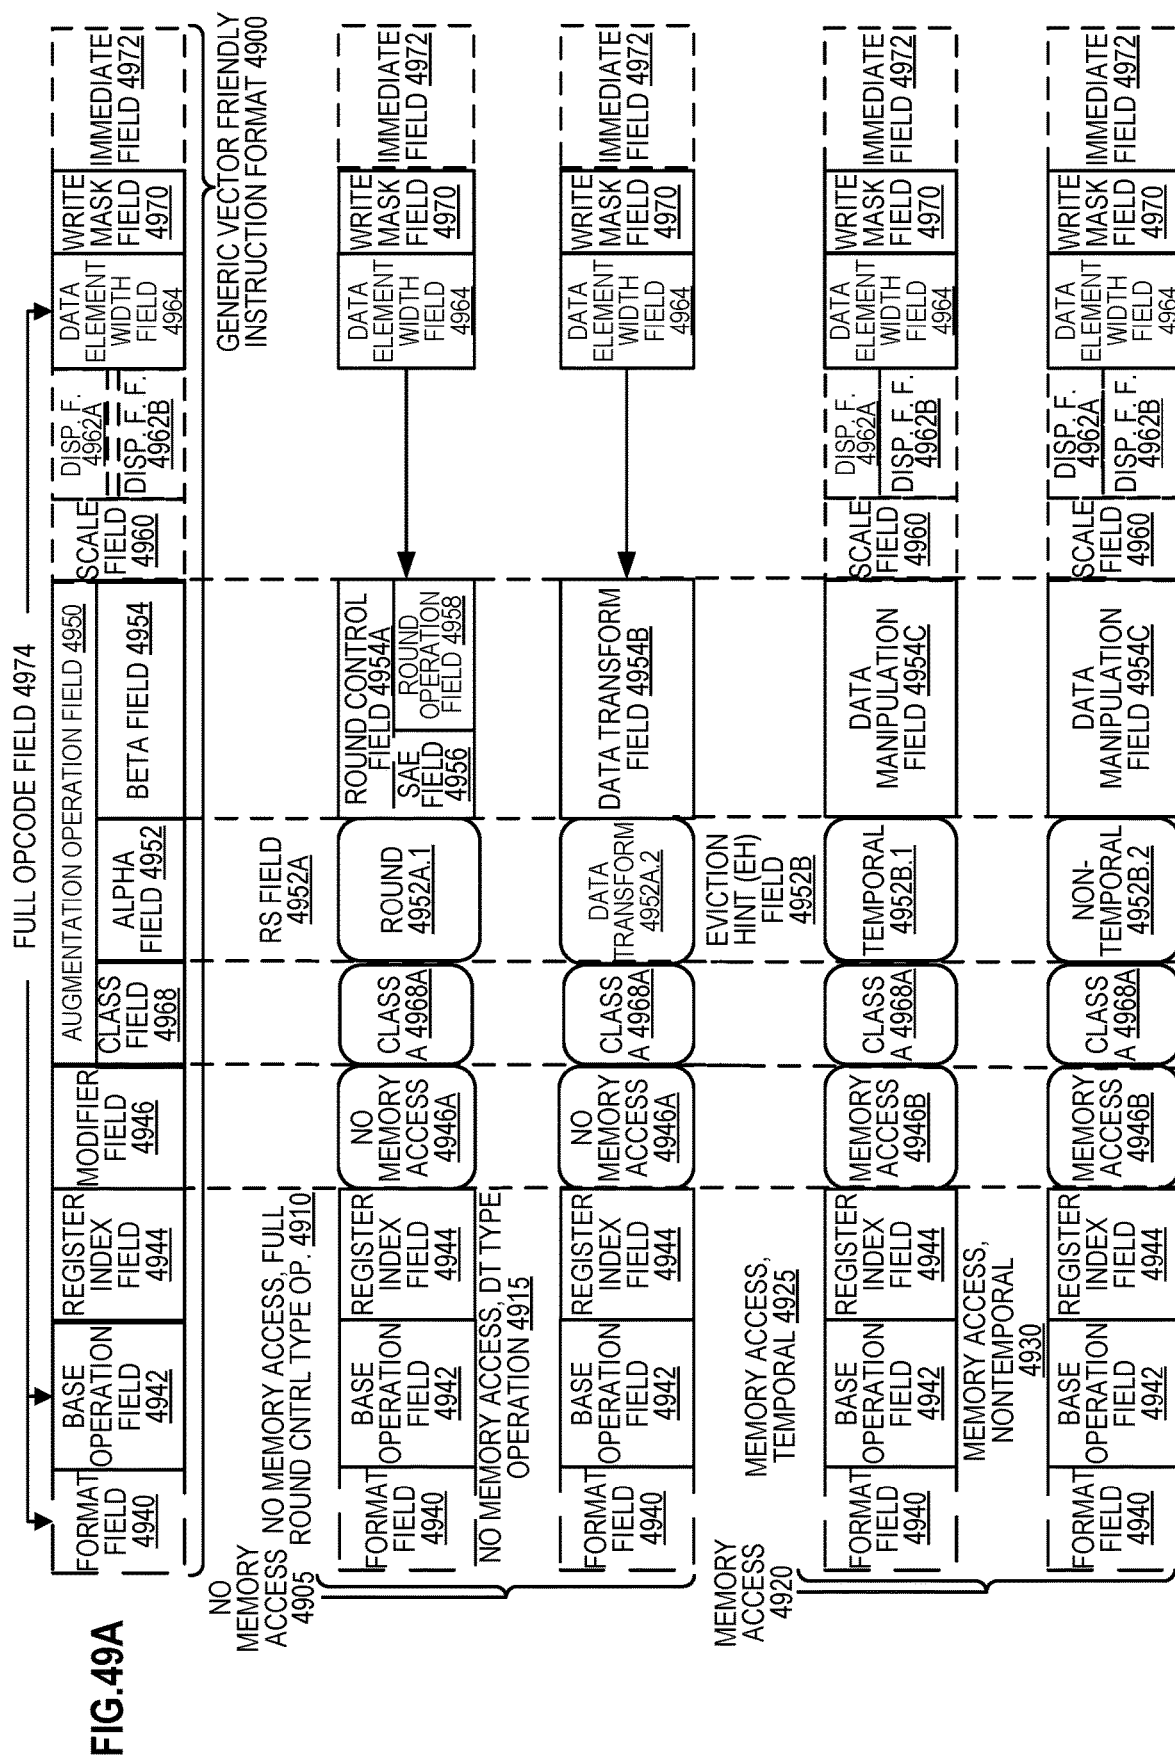 FIG.49A
FULL OPCODE FIELD 4974
FORMAT
FIELD
4940
BASE
OPERATION
FIELD
4942
REGISTER
INDEX
FIELD
4944
MODIFIER
FIELD
4946
AUGMENTATION OPERATION FIELD 4950
CLASS
FIELD
4968
ALPHA
FIELD 4952
BETA FIELD 4954
SCALE
FIELD
4960
DISP. F.
4962A
DISP. F. F.
4962B
DATA
ELEMENT
WIDTH
FIELD
4964
WRITE
MASK
FIELD
4970
IMMEDIATE
FIELD 4972
GENERIC VECTOR FRIENDLY
INSTRUCTION FORMAT 4900
NO
MEMORY
ACCESS
4905
NO MEMORY ACCESS, FULL
ROUND CNTRL TYPE OP. 4910
RS FIELD
4952A
FORMAT
FIELD
4940
BASE
OPERATION
FIELD
4942
REGISTER
INDEX
FIELD
4944
NO
MEMORY
ACCESS
4946A
CLASS
A 4968A
ROUND
4952A.1
ROUND CONTROL
FIELD 4954A
SAE
FIELD
4956
ROUND
OPERATION
FIELD 4958
DATA
ELEMENT
WIDTH
FIELD
4964
WRITE
MASK
FIELD
4970
IMMEDIATE
FIELD 4972
NO MEMORY ACCESS, DT TYPE
OPERATION 4915
FORMAT
FIELD
4940
BASE
OPERATION
FIELD
4942
REGISTER
INDEX
FIELD
4944
NO
MEMORY
ACCESS
4946A
CLASS
A 4968A
DATA
TRANSFORM
4952A.2
DATA TRANSFORM
FIELD 4954B
DATA
ELEMENT
WIDTH
FIELD
4964
WRITE
MASK
FIELD
4970
IMMEDIATE
FIELD 4972
MEMORY
ACCESS
4920
MEMORY ACCESS,
TEMPORAL 4925
EVICTION
HINT (EH)
FIELD
4952B
FORMAT
FIELD
4940
BASE
OPERATION
FIELD
4942
REGISTER
INDEX
FIELD
4944
MEMORY
ACCESS
4946B
CLASS
A 4968A
TEMPORAL
4952B.1
DATA
MANIPULATION
FIELD 4954C
SCALE
FIELD
4960
DISP. F.
4962A
DISP. F. F.
4962B
DATA
ELEMENT
WIDTH
FIELD
4964
WRITE
MASK
FIELD
4970
IMMEDIATE
FIELD 4972
MEMORY ACCESS,
NONTEMPORAL
4930
FORMAT
FIELD
4940
BASE
OPERATION
FIELD
4942
REGISTER
INDEX
FIELD
4944
MEMORY
ACCESS
4946B
CLASS
A 4968A
NON-
TEMPORAL
4952B.2
DATA
MANIPULATION
FIELD 4954C
SCALE
FIELD
4960
DISP. F.
4962A
DISP. F. F.
4962B
DATA
ELEMENT
WIDTH
FIELD
4964
WRITE
MASK
FIELD
4970
IMMEDIATE
FIELD 4972